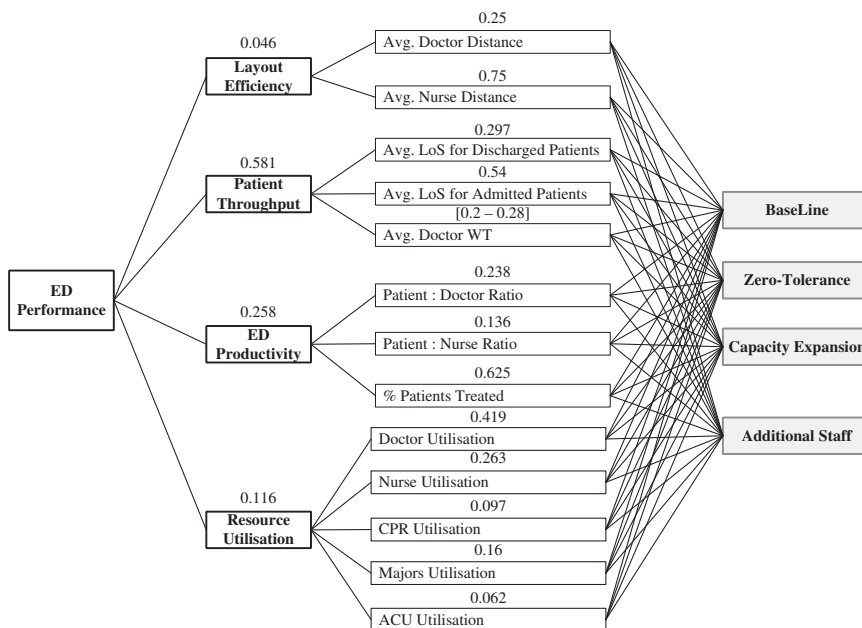 0.25
0.046
Avg. Doctor Distance
Layout
Efficiency
0.75
Avg. Nurse Distance
0.297
0.581
Avg. LoS for Discharged Patients
Patient
Throughput
0.54
Avg. LoS for Admitted Patients
[0.2 – 0.28]
Avg. Doctor WT
BaseLine
ED
Performance
Zero-Tolerance
0.238
0.258
Patient : Doctor Ratio
ED
Productivity
0.136
Patient : Nurse Ratio
Capacity Expansion
0.625
% Patients Treated
0.419
Doctor Utilisation
Additional Staff
0.263
Nurse Utilisation
0.116
Resource
Utilisation
0.097
CPR Utilisation
0.16
Majors Utilisation
0.062
ACU Utilisation